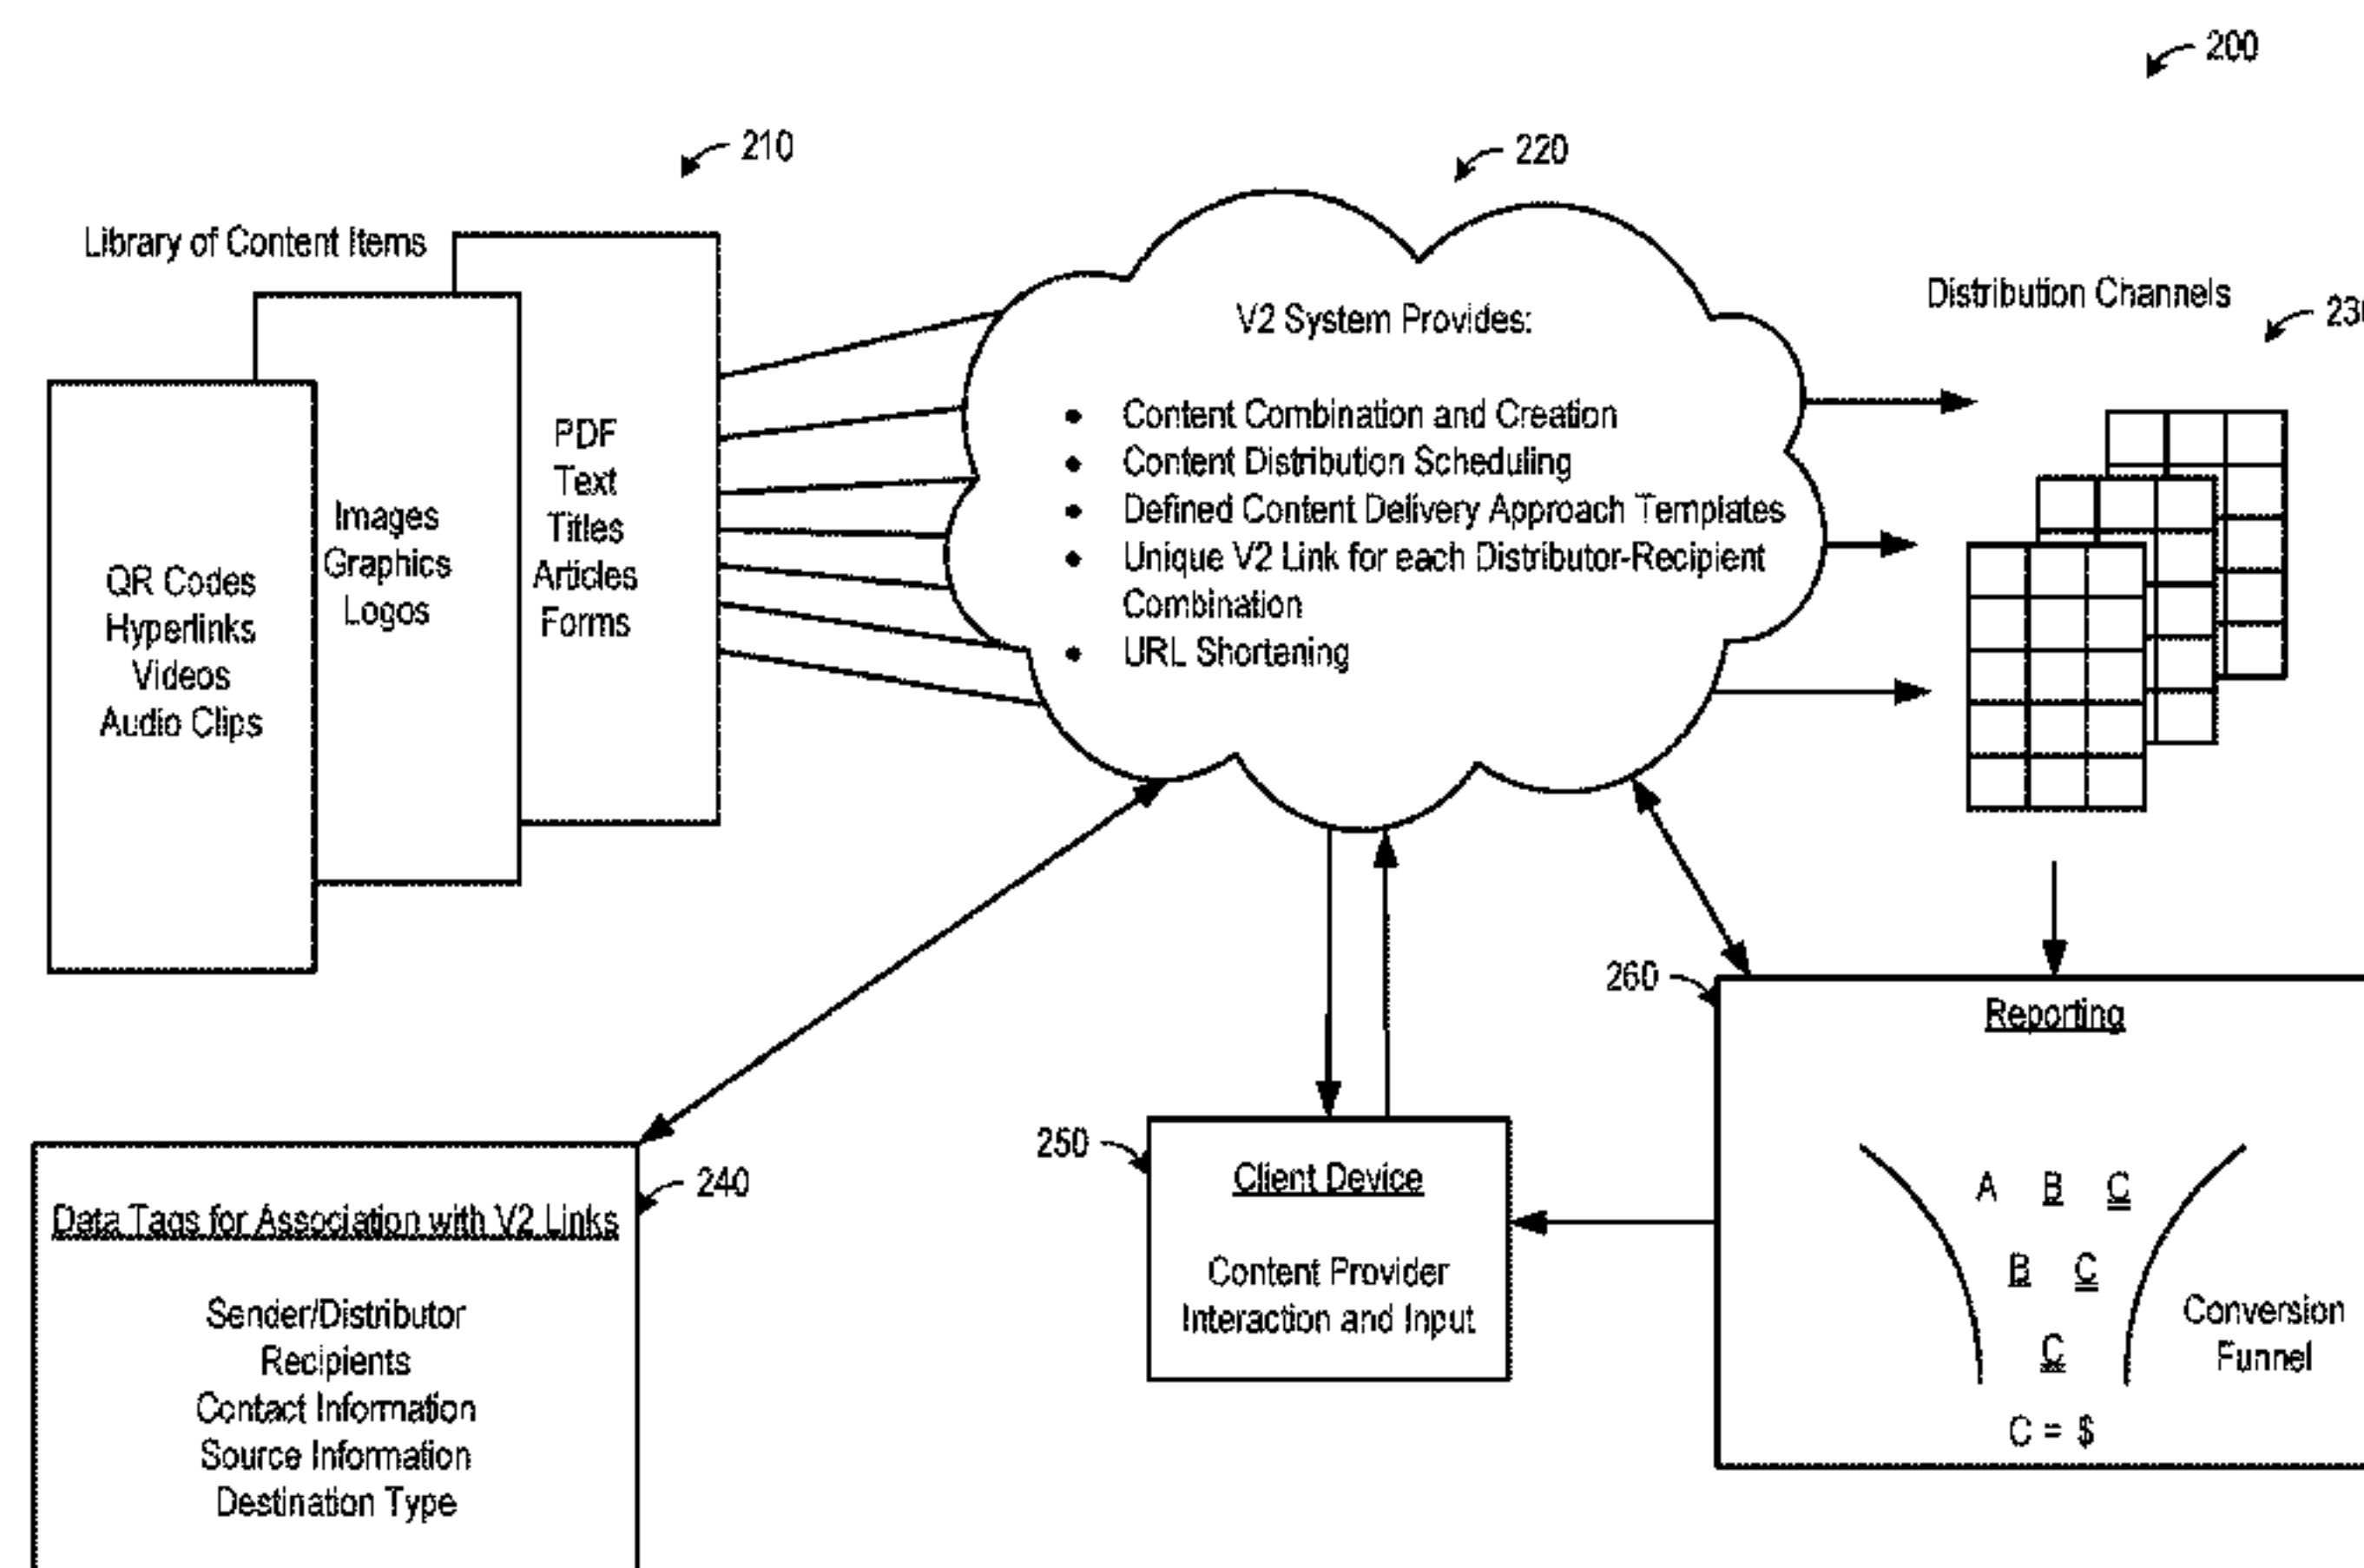 200
210
220
Library of Content Items
Distribution Channels
V2 System Provides:
• Content Combination and Creation
• Content Distribution Scheduling
• Defined Content Delivery Approach Templates
• Unique V2 Link for each Distributor-Recipient
Combination
• URL Shortening
PDF
Text
Titles
Articles
Forms
Images
Graphics
Logos
QR Codes
Hyperlinks
Videos
Audio Clips
260
Reporting
A B C
B C
C
C = $
Conversion
Funnel
250
Client Device
Content Provider
Interaction and Input
240
Data Tags for Association with V2 Links
Sender/Distributor
Recipients
Contact Information
Source Information
Destination Type